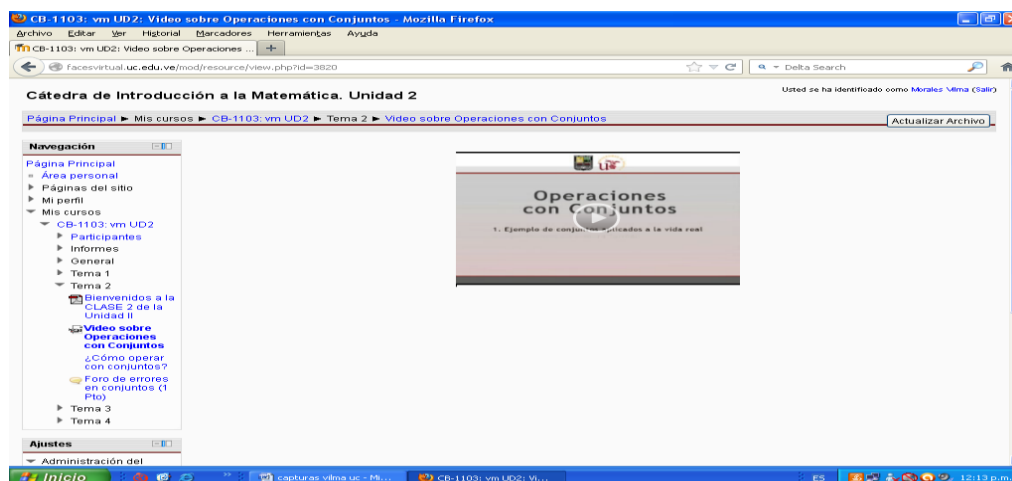 CB-1103: vm UD2: Video sobre Operaciones con Conjuntos - Mozilla Firefox
Archivo Editar Ver Historial Marcadores Herramientas Ayuda
CB-1103: vm UD2: Video sobre Operaciones ...
facesvirtual.uc.edu.ve/mod/resource/view.php?id=3820
Delta Search
Cátedra de Introducción a la Matemática. Unidad 2
Usted se ha identificado como Morales Vilma (Salir)
Página Principal ► Mis cursos ► CB-1103: vm UD2 ► Tema 2 ► Video sobre Operaciones con Conjuntos
Actualizar Archivo
Navegación
Página Principal
Área personal
Páginas del sitio
Mi perfil
Mis cursos
CB-1103: vm UD2
Participantes
Informes
General
Tema 1
Tema 2
Bienvenidos a la
CLASE 2 de la
Unidad II
Video sobre
Operaciones
con Conjuntos
¿Cómo operar
con conjuntos?
Foro de errores
en conjuntos (1
Pto)
Tema 3
Tema 4
Ajustes
Administración del
Operaciones
con Conjuntos
1. Ejemplo de conjuntos aplicados a la vida real
Inicio
capturas vilma uc - Mi...
CB-1103: vm UD2: Vi...
ES
12:13 p.m.